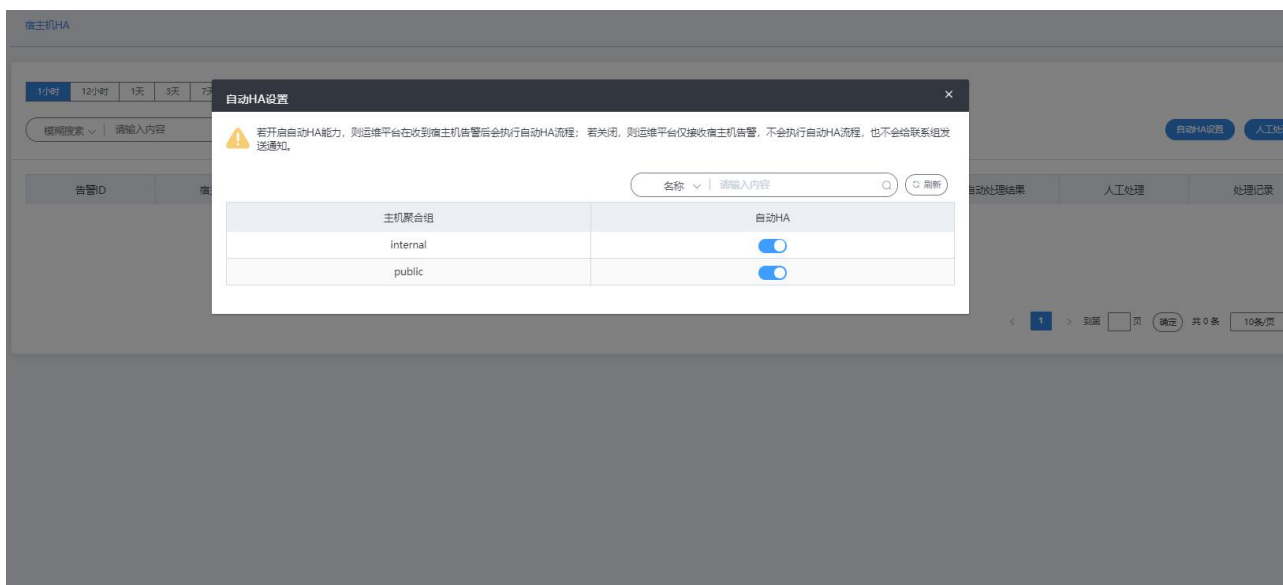 宿主机HA
1小时 12小时 1天 3天
模糊搜索 请输入内容
自动HA设置
告警ID
自动处理结果 人工处理 处理记录
自动HA设置 ×
若开启自动HA能力，则运维平台在收到宿主机告警后会执行自动HA流程； 若关闭，则运维平台仅接收宿主机告警，不会执行自动HA流程，也不会给联系组发
送通知。
名称 请输入内容 刷新
主机聚合组 自动HA
internal
public
1 到第 页 确定 共 0 条 10条/页